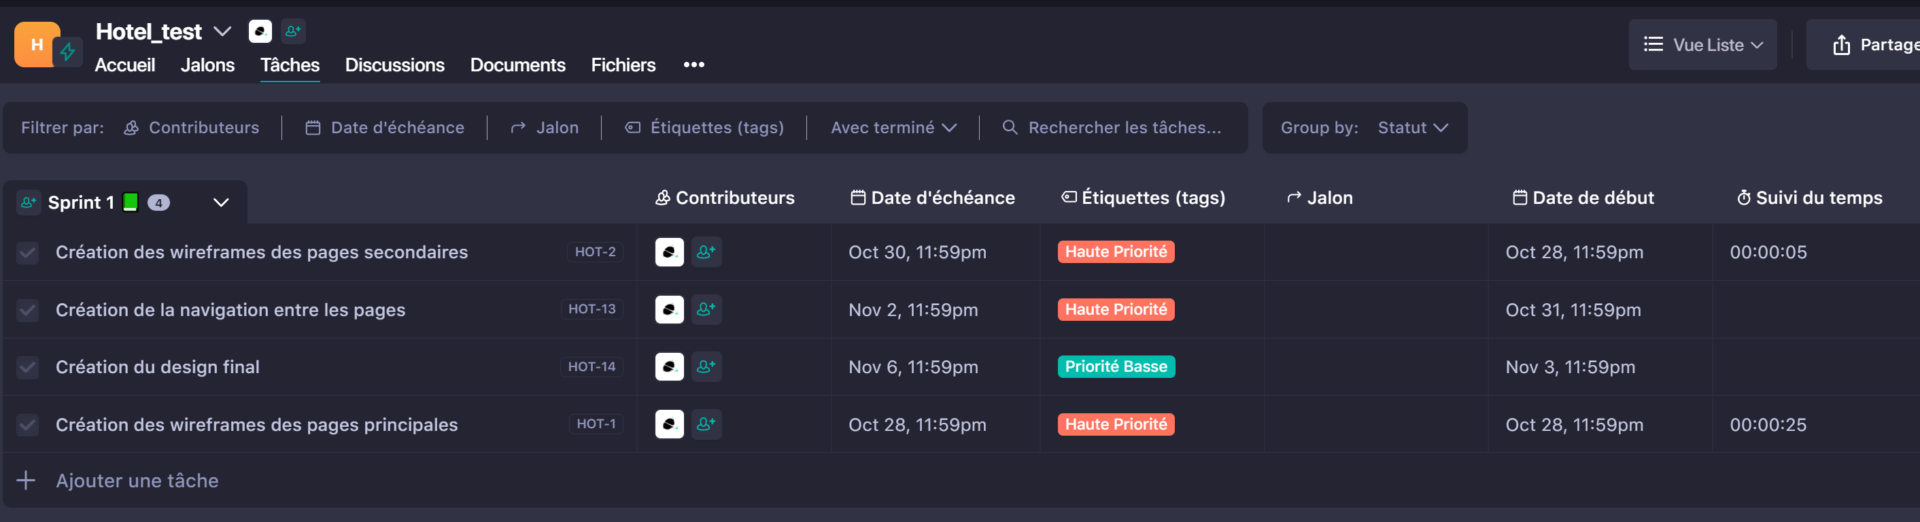 H
Hotel_test
Accueil Jalons Tâches Discussions Documents Fichiers •••
Vue Liste
Partage
Filtrer par: Contributeurs Date d'échéance Jalon Étiquettes (tags) Avec terminé Rechercher les tâches...
Group by: Statut
Sprint 1 4 Contributeurs Date d'échéance Étiquettes (tags) Jalon Date de début Suivi du temps
Création des wireframes des pages secondaires HOT-2 Oct 30, 11:59pm Haute Priorité Oct 28, 11:59pm 00:00:05
Création de la navigation entre les pages HOT-13 Nov 2, 11:59pm Haute Priorité Oct 31, 11:59pm
Création du design final HOT-14 Nov 6, 11:59pm Priorité Basse Nov 3, 11:59pm
Création des wireframes des pages principales HOT-1 Oct 28, 11:59pm Haute Priorité Oct 28, 11:59pm 00:00:25
Ajouter une tâche